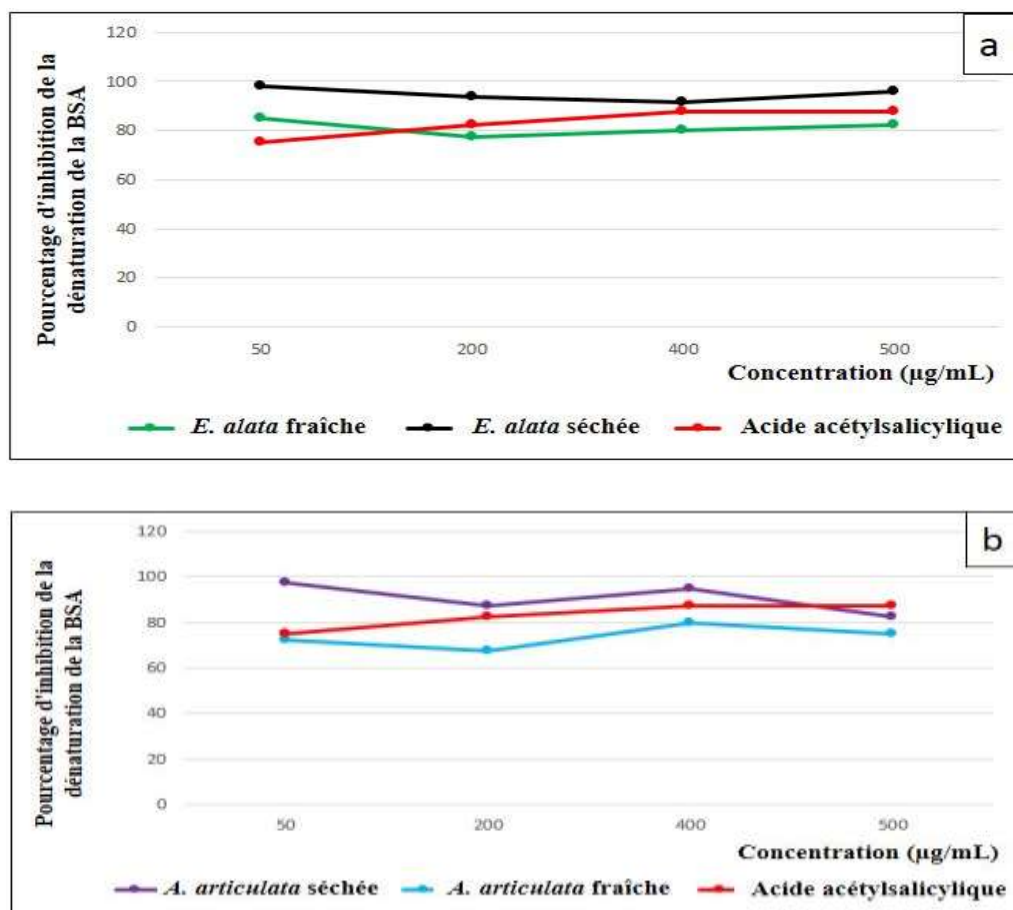 a
Pourcentage d'inhibition de la
dénaturation de la BSA
120
100
80
60
40
20
0
50 200 400 500
Concentration (µg/mL)
E. alata fraîche E. alata séchée Acide acétylsalicylique
b
Pourcentage d'inhibition de la
dénaturation de la BSA
120
100
80
60
40
20
0
50 200 400 500
Concentration (µg/mL)
A. articulata séchée A. articulata fraîche Acide acétylsalicylique